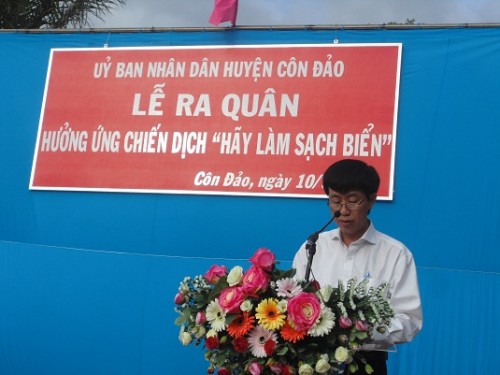 UỶ BAN NHÂN DÂN HUYỆN CÔN ĐẢO
LỄ RA QUÂN
HƯỞNG ỨNG CHIẾN DỊCH “HÃY LÀM SẠCH BIỂN”
Côn Đảo, ngày 10/